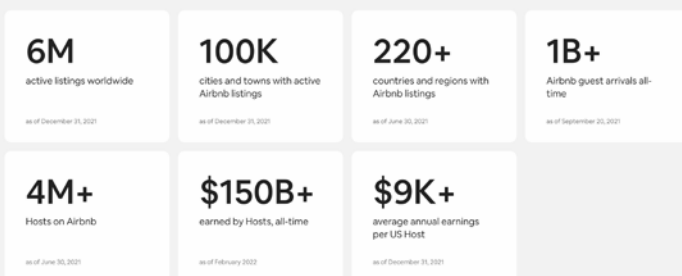 6M
active listings worldwide
as of December 31, 2021
100K
cities and towns with active
Airbnb listings
as of December 31, 2021
220+
countries and regions with
Airbnb listings
as of June 30, 2021
1B+
Airbnb guest arrivals all-
time
as of September 20, 2021
4M+
Hosts on Airbnb
as of June 30, 2021
$150B+
earned by Hosts, all-time
as of February 2022
$9K+
average annual earnings
per US Host
as of December 31, 2021